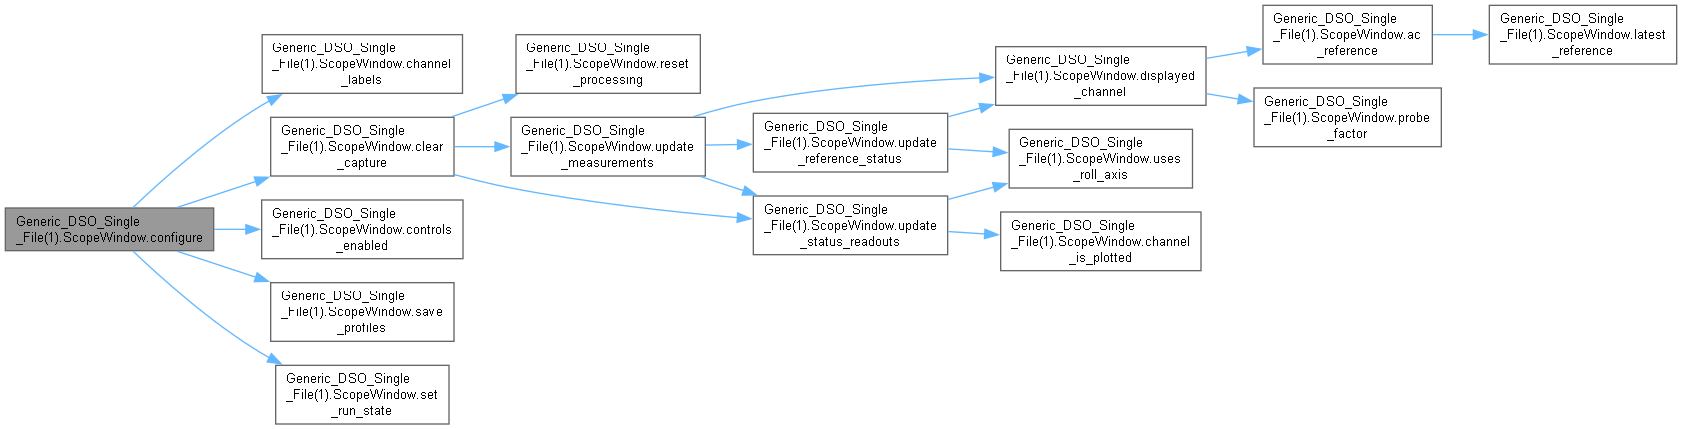 Generic_DSO_Single
_File(1).ScopeWindow.configure
Generic_DSO_Single
_File(1).ScopeWindow.channel
_labels
Generic_DSO_Single
_File(1).ScopeWindow.clear
_capture
Generic_DSO_Single
_File(1).ScopeWindow.controls
_enabled
Generic_DSO_Single
_File(1).ScopeWindow.save
_profiles
Generic_DSO_Single
_File(1).ScopeWindow.set
_run_state
Generic_DSO_Single
_File(1).ScopeWindow.reset
_processing
Generic_DSO_Single
_File(1).ScopeWindow.update
_measurements
Generic_DSO_Single
_File(1).ScopeWindow.update
_reference_status
Generic_DSO_Single
_File(1).ScopeWindow.update
_status_readouts
Generic_DSO_Single
_File(1).ScopeWindow.displayed
_channel
Generic_DSO_Single
_File(1).ScopeWindow.uses
_roll_axis
Generic_DSO_Single
_File(1).ScopeWindow.channel
_is_plotted
Generic_DSO_Single
_File(1).ScopeWindow.ac
_reference
Generic_DSO_Single
_File(1).ScopeWindow.probe
_factor
Generic_DSO_Single
_File(1).ScopeWindow.latest
_reference